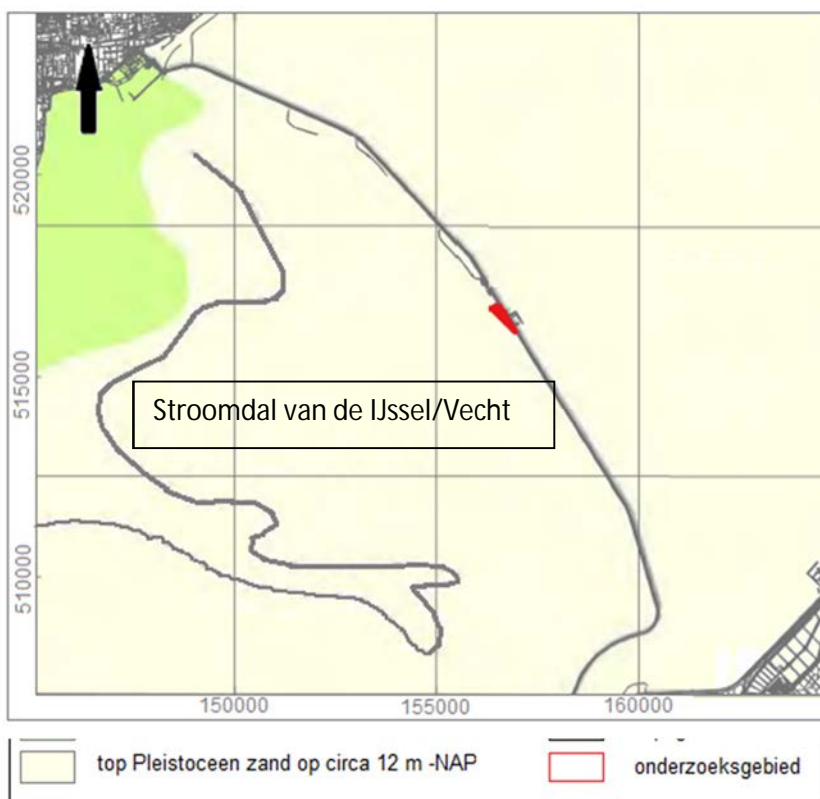 520000
515000
Stroomdal van de IJssel/Vecht
510000
150000 155000 160000
top Pleistoceen zand op circa 12 m -NAP
onderzoeksgebied